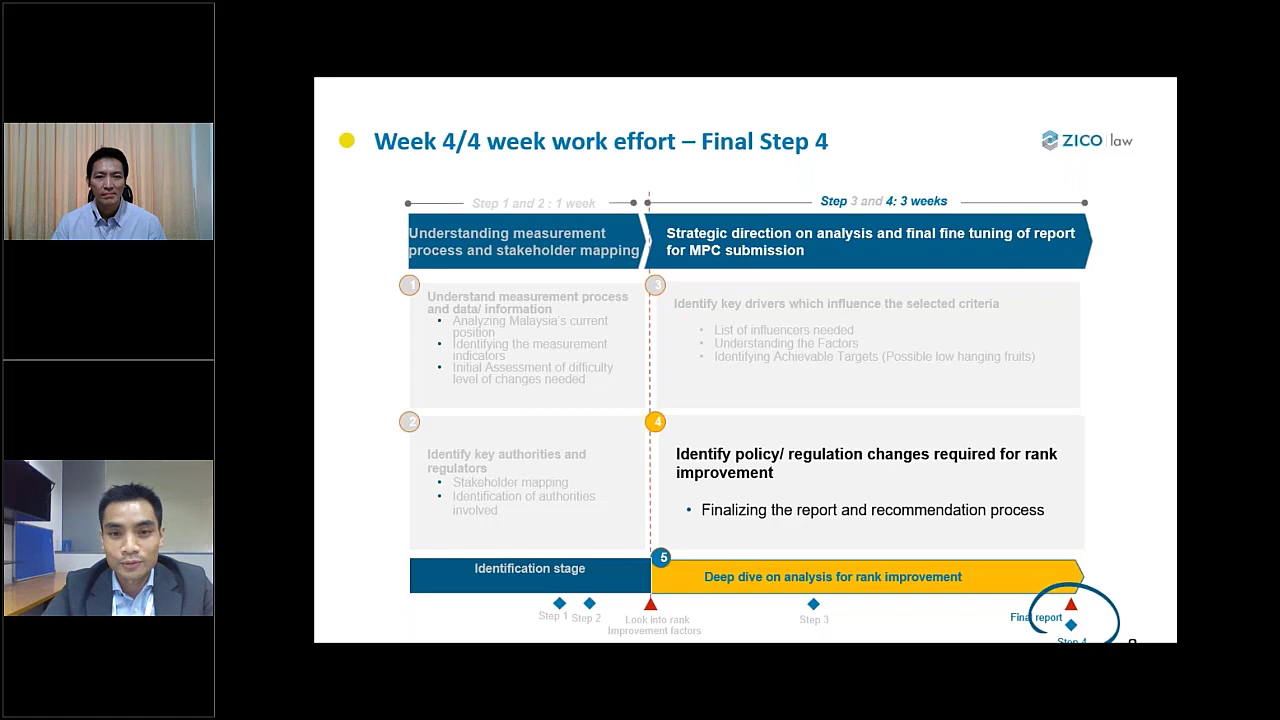 Week 4/4 week work effort – Final Step 4
ZICO law
Step 1 and 2 : 1 week
Step 3 and 4: 3 weeks
Understanding measurement
process and stakeholder mapping
Strategic direction on analysis and final fine tuning of report
for MPC submission
1
Understand measurement process
and data/ information
• Analyzing Malaysia's current
position
• Identifying the measurement
indicators
• Initial Assessment of difficulty
level of changes needed
3
Identify key drivers which influence the selected criteria
• List of influencers needed
• Understanding the Factors
• Identifying Achievable Targets (Possible low hanging fruits)
2
Identify key authorities and
regulators
• Stakeholder mapping
• Identification of authorities
involved
4
Identify policy/ regulation changes required for rank
improvement
• Finalizing the report and recommendation process
Identification stage
5
Deep dive on analysis for rank improvement
Step 1
Step 2
Look into rank
Improvement factors
Step 3
Final report
Step 4